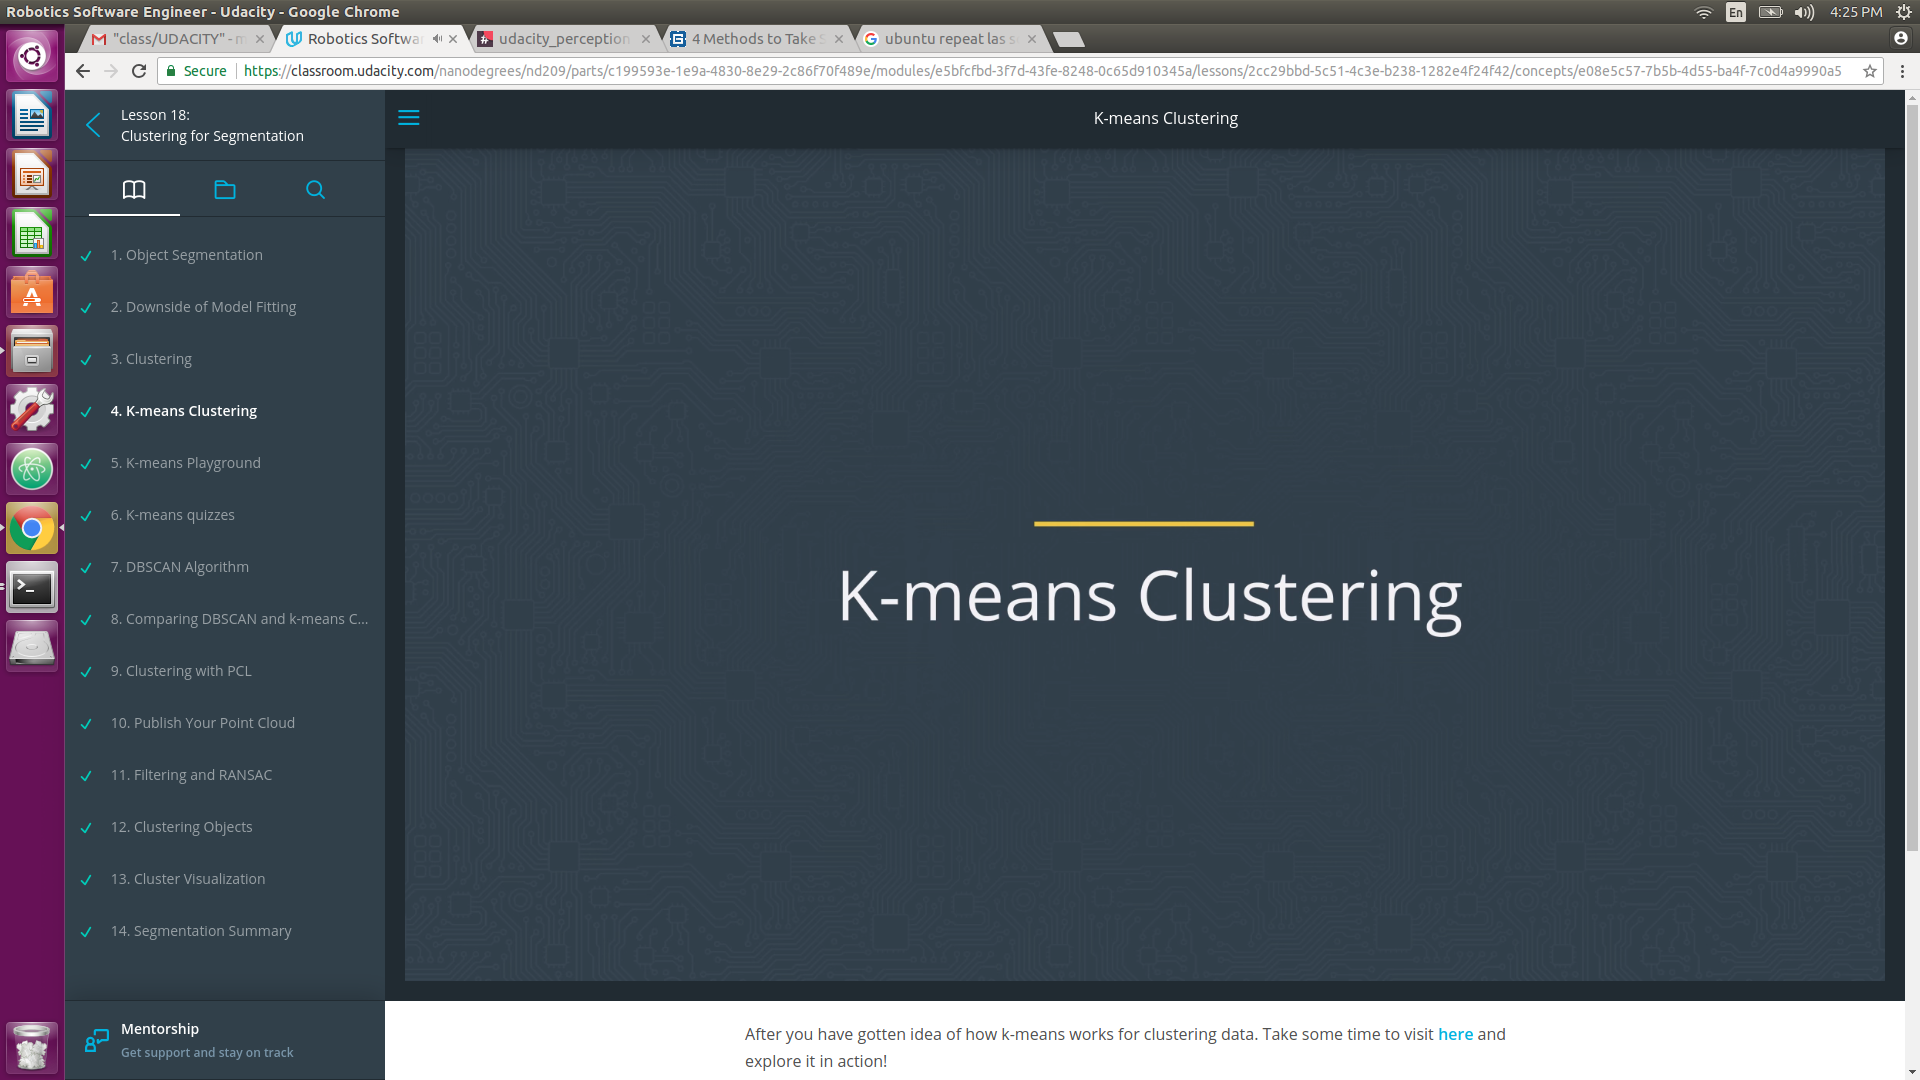 Robotics Software Engineer - Udacity - Google Chrome
En
4:25 PM
"class/UDACITY" - m
Robotics Softwa
udacity_perception
4 Methods to Take S
ubuntu repeat las s
Secure
https://classroom.udacity.com/nanodegrees/nd209/parts/c199593e-1e9a-4830-8e29-2c86f70f489e/modules/e5bfcfbd-3f7d-43fe-8248-0c65d910345a/lessons/2cc29bbd-5c51-4c3e-b238-1282e4f24f42/concepts/e08e5c57-7b5b-4d55-ba4f-7c0d4a9990a5
Lesson 18:
Clustering for Segmentation
1. Object Segmentation
2. Downside of Model Fitting
3. Clustering
4. K-means Clustering
5. K-means Playground
6. K-means quizzes
7. DBSCAN Algorithm
8. Comparing DBSCAN and k-means C...
9. Clustering with PCL
10. Publish Your Point Cloud
11. Filtering and RANSAC
12. Clustering Objects
13. Cluster Visualization
14. Segmentation Summary
Mentorship
Get support and stay on track
K-means Clustering
K-means Clustering
After you have gotten idea of how k-means works for clustering data. Take some time to visit here and
explore it in action!